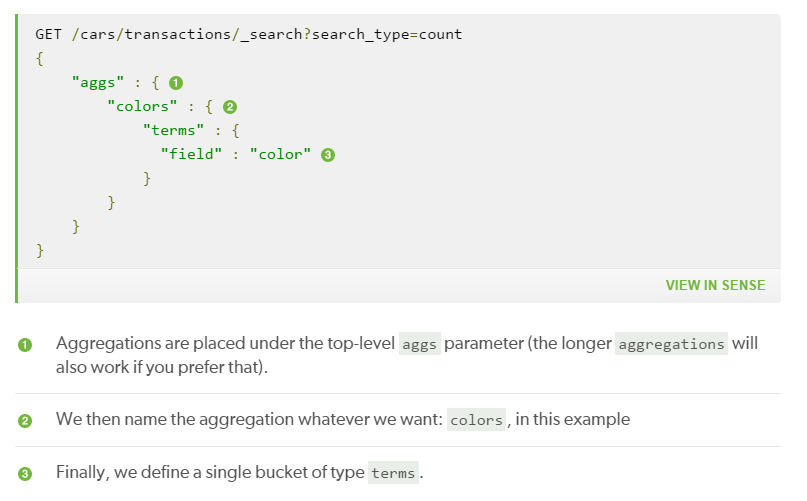 GET /cars/transactions/_search?search_type=count
{
    "aggs" : { 1
        "colors" : { 2
            "terms" : {
              "field" : "color" 3
            }
        }
    }
}
VIEW IN SENSE
1 Aggregations are placed under the top-level aggs parameter (the longer aggregations will
also work if you prefer that).
2 We then name the aggregation whatever we want: colors, in this example
3 Finally, we define a single bucket of type terms.